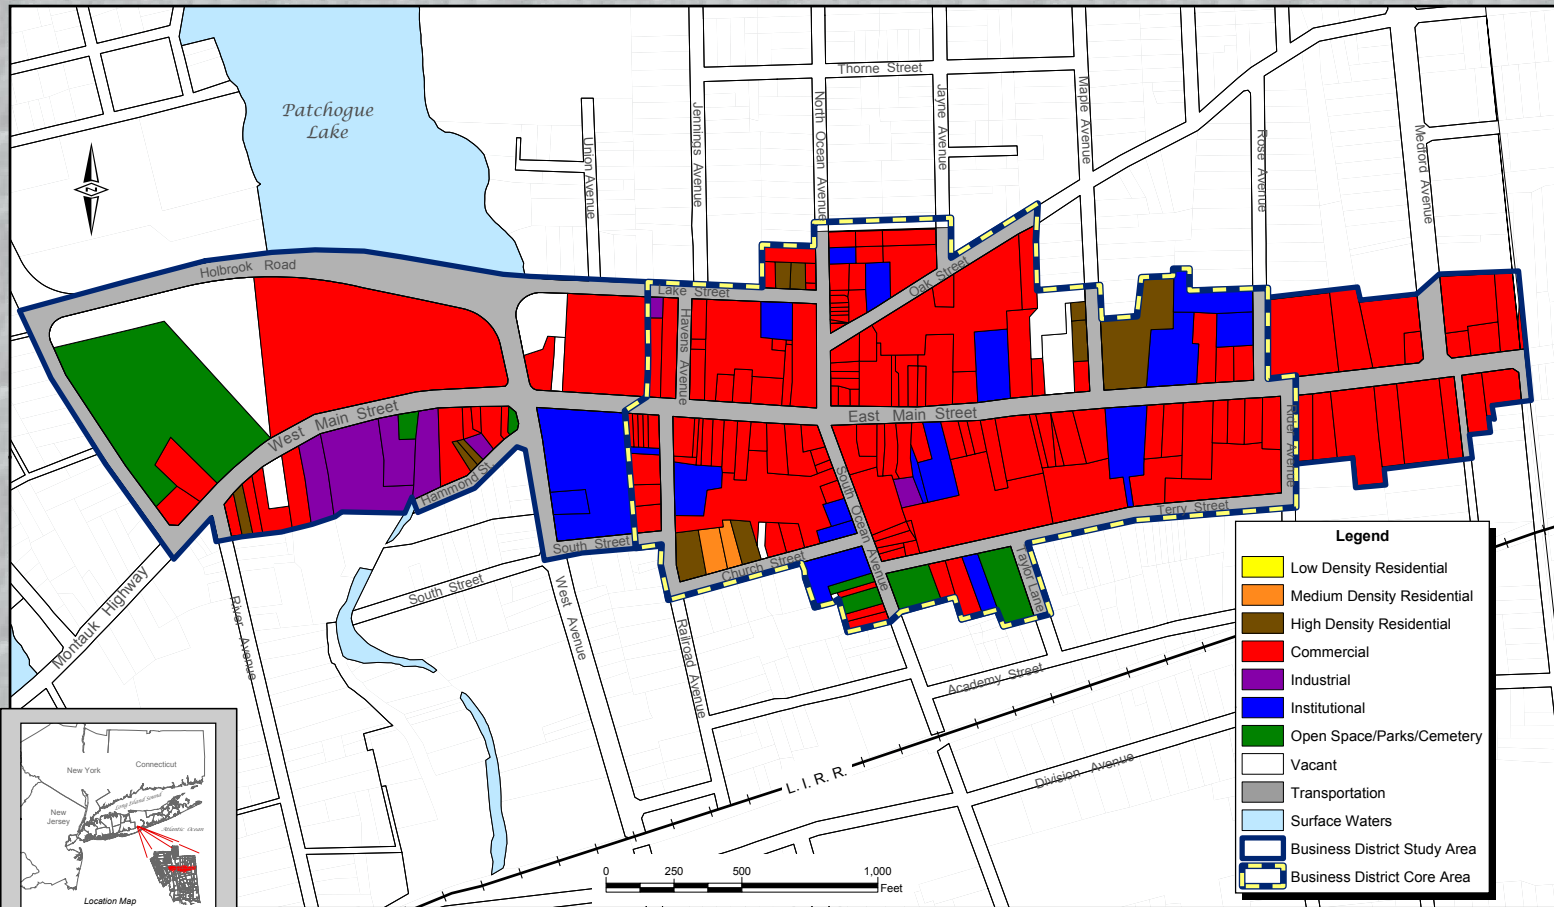 Patchogue
Lake
Thorne Street
Union Avenue
Jennings Avenue
North Ocean Avenue
Jayne Avenue
Maple Avenue
Rose Avenue
Medford Avenue
N
Holbrook Road
Lake Street
Oak Street
Havens Avenue
West Main Street
East Main Street
Hammond St.
South Ocean Avenue
Rider Avenue
Terry Street
South Street
Church Street
Taylor Lane
South Street
West Avenue
Railroad Avenue
River Avenue
Montauk Highway
Academy Street
Division Avenue
L. I. R. R.
0 250 500 1,000
Feet
Legend
Low Density Residential
Medium Density Residential
High Density Residential
Commercial
Industrial
Institutional
Open Space/Parks/Cemetery
Vacant
Transportation
Surface Waters
Business District Study Area
Business District Core Area
New York
Connecticut
New
Jersey
Long Island Sound
Atlantic Ocean
Location Map